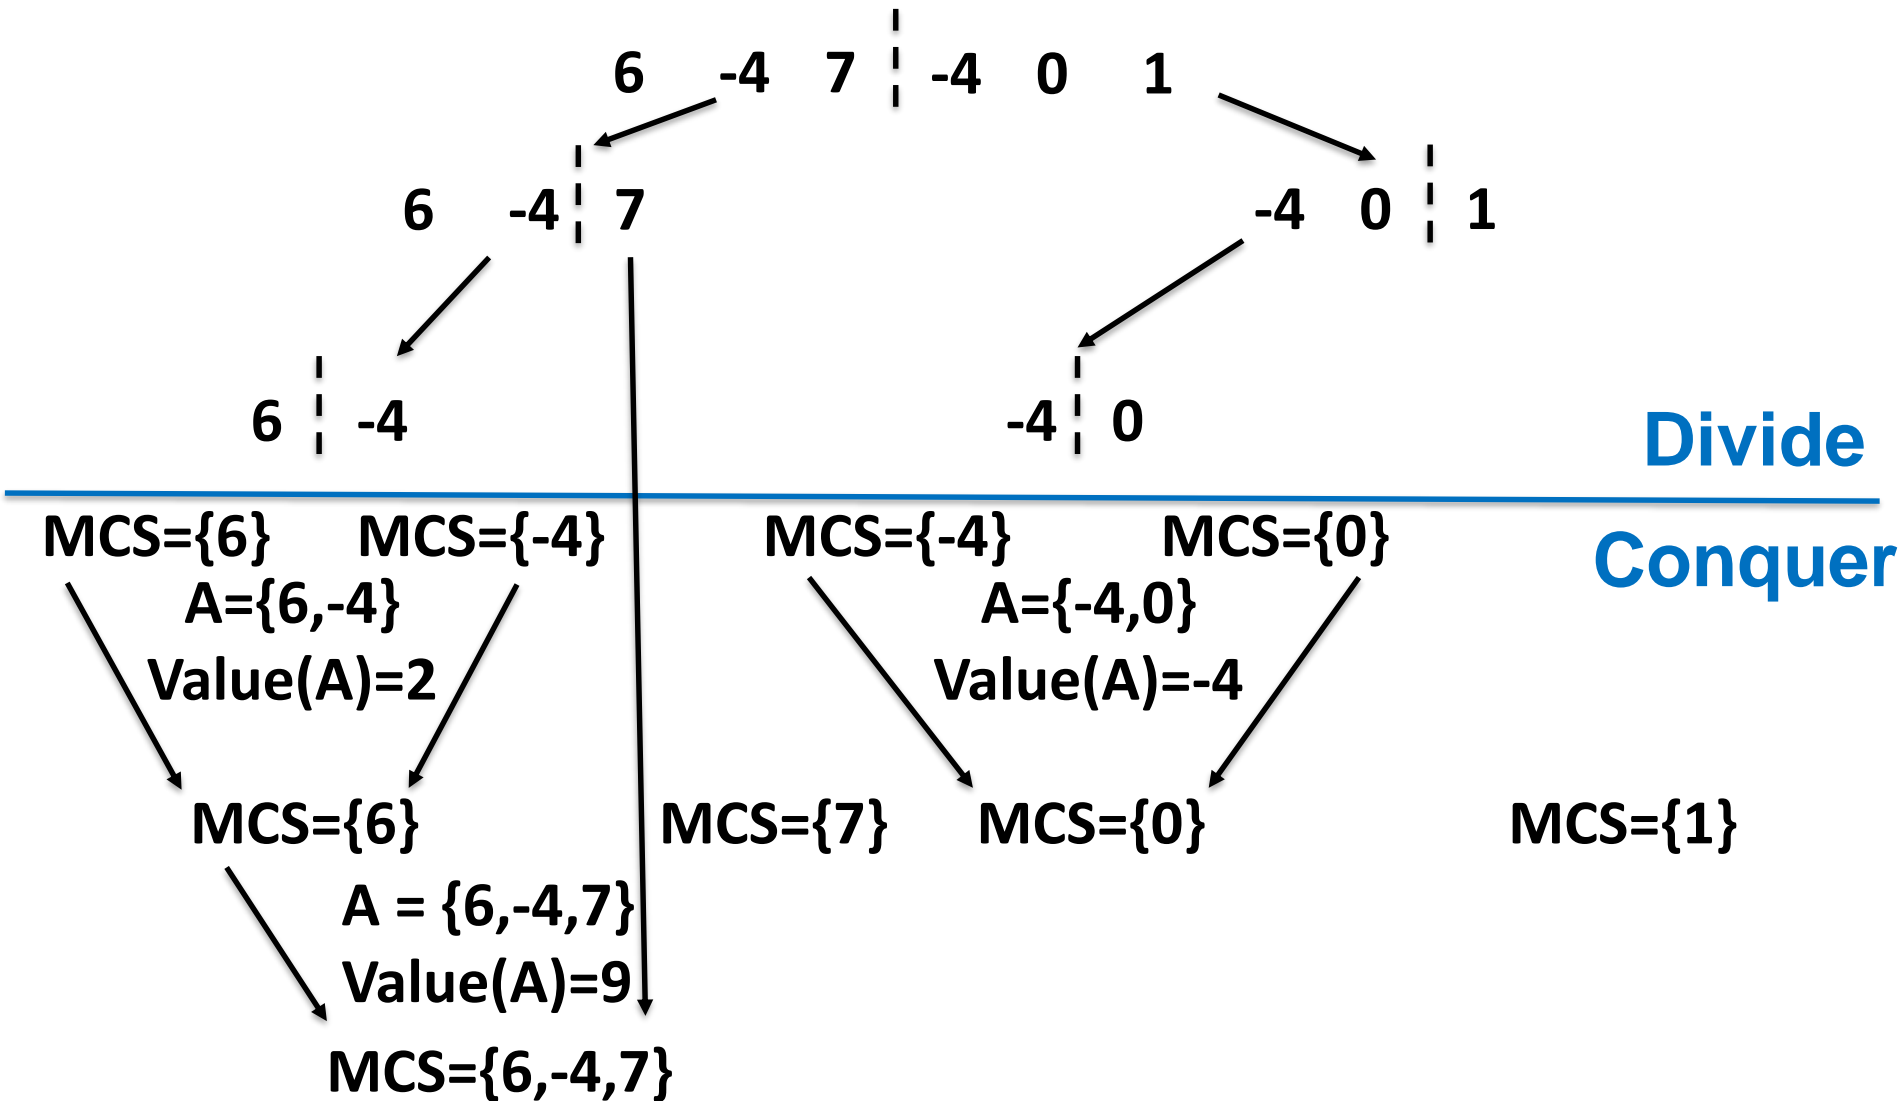 6 -4 7 -4 0 1
6 -4 7 -4 0 1
6 -4 -4 0
Divide
MCS={6} MCS={-4} MCS={-4} MCS={0}
Conquer
A={6,-4} A={-4,0}
Value(A)=2 Value(A)=-4
MCS={6} MCS={7} MCS={0} MCS={1}
A = {6,-4,7}
Value(A)=9
MCS={6,-4,7}